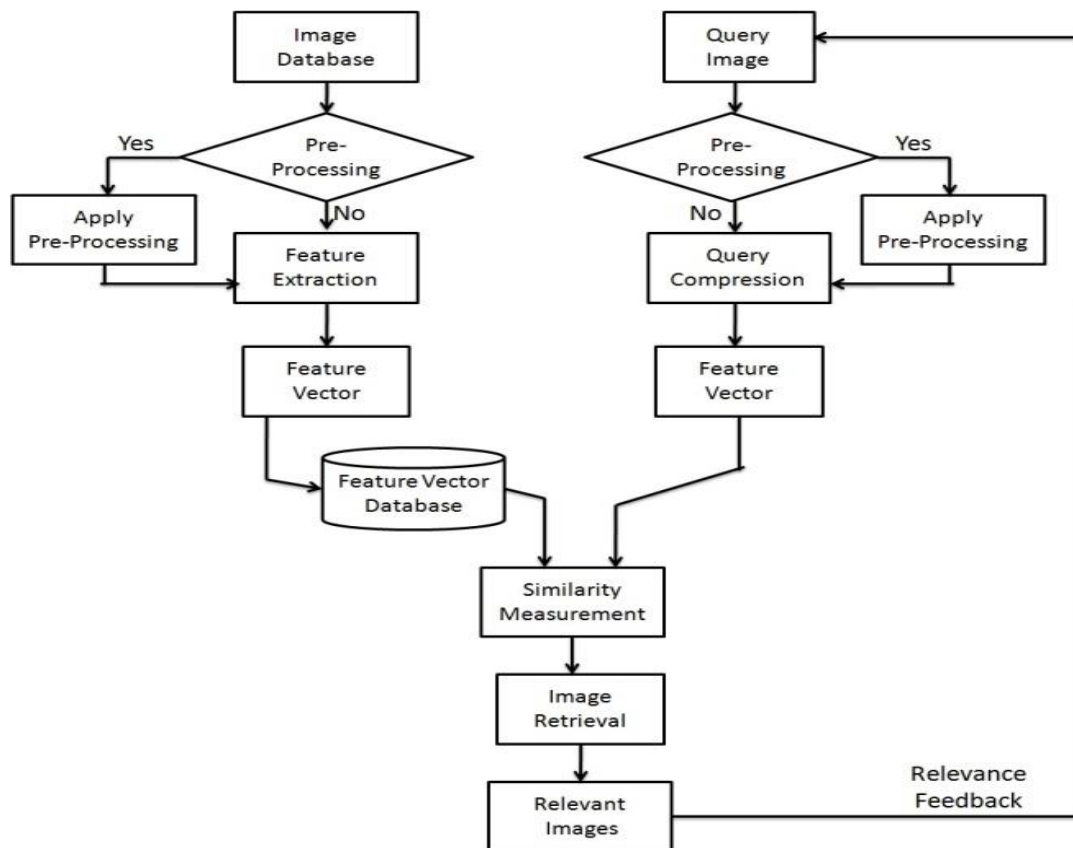 Image
Database
Query
Image
Yes
Pre-
Processing
Pre-
Processing
Yes
No
No
Apply
Pre-Processing
Feature
Extraction
Query
Compression
Apply
Pre-Processing
Feature
Vector
Feature
Vector
Feature Vector
Database
Similarity
Measurement
Image
Retrieval
Relevant
Images
Relevance
Feedback